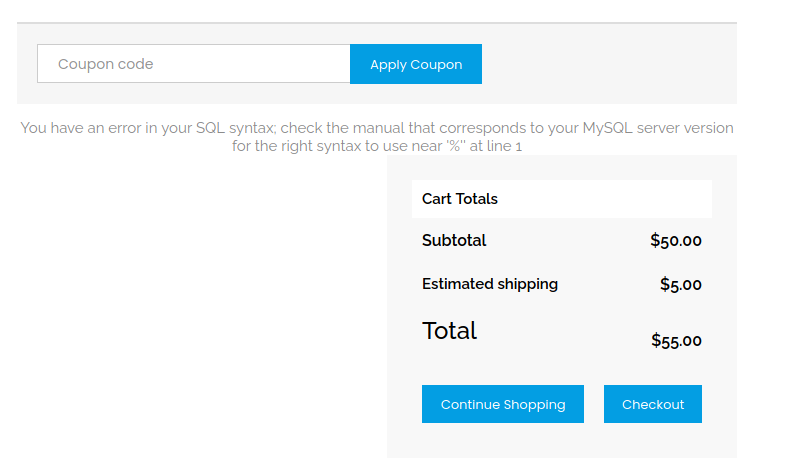 Coupon code
Apply Coupon
You have an error in your SQL syntax; check the manual that corresponds to your MySQL server version
for the right syntax to use near '%'' at line 1
Cart Totals
Subtotal $50.00
Estimated shipping $5.00
Total $55.00
Continue Shopping
Checkout